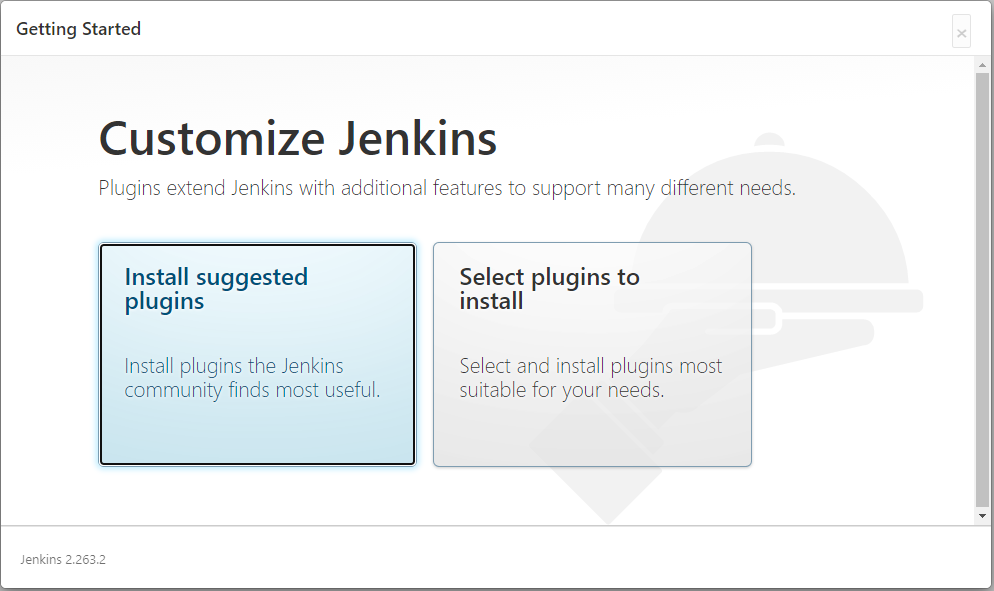 Getting Started
×
Customize Jenkins
Plugins extend Jenkins with additional features to support many different needs.
Install suggested
plugins
Install plugins the Jenkins
community finds most useful.
Select plugins to
install
Select and install plugins most
suitable for your needs.
Jenkins 2.263.2